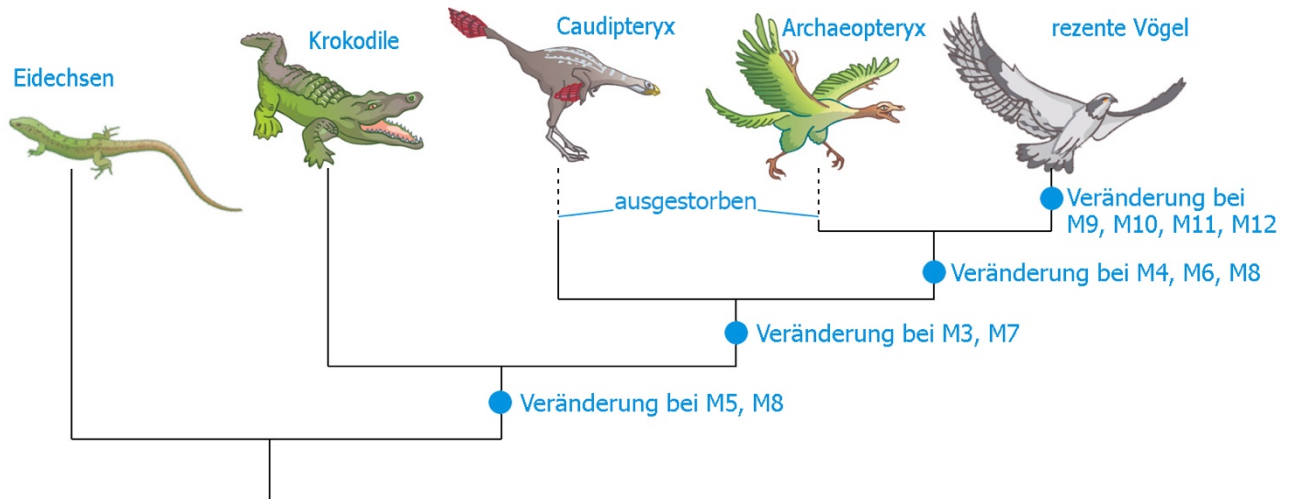 Eidechsen
Krokodile
Caudipteryx
Archaeopteryx
rezente Vögel
ausgestorben
Veränderung bei
M9, M10, M11, M12
Veränderung bei M4, M6, M8
Veränderung bei M3, M7
Veränderung bei M5, M8